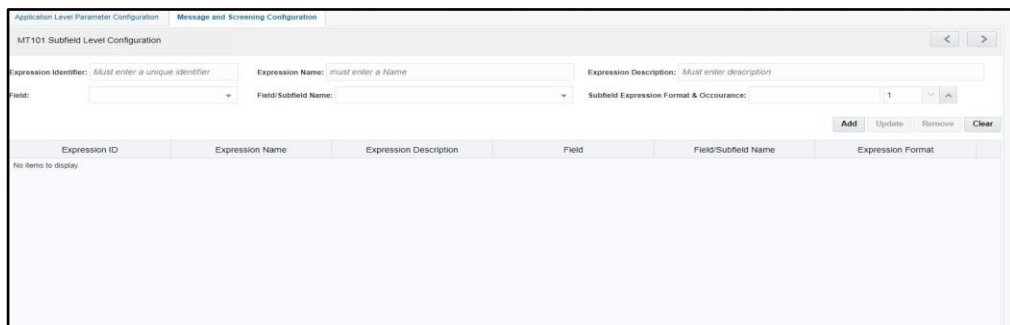 Application Level Parameter Configuration Message and Screening Configuration
MT101 Subfield Level Configuration
Expression Identifier: Must enter a unique identifier Expression Name: must enter a Name Expression Description: Must enter description
Field: Field/Subfield Name: Subfield Expression Format & Occourance: 1
Add Update Remove Clear
Expression ID Expression Name Expression Description Field Field/Subfield Name Expression Format
No items to display.